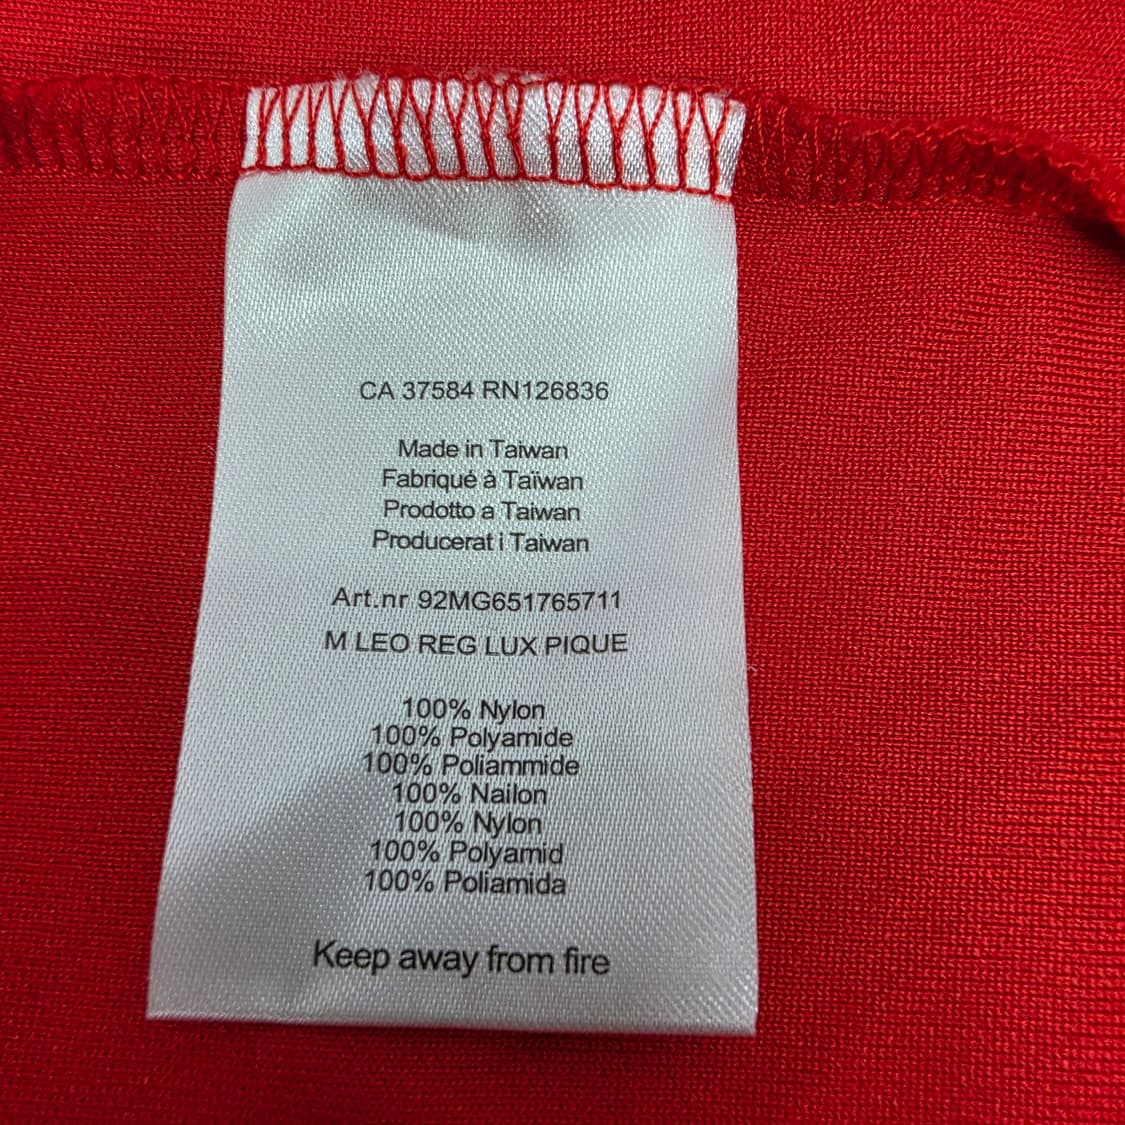 CA 37584 RN126836
Made in Taiwan
Fabriqué à Taïwan
Prodotto a Taiwan
Producerat i Taiwan
Art.nr 92MG651765711
M LEO REG LUX PIQUE
100% Nylon
100% Polyamide
100% Poliammide
100% Nailon
100% Nylon
100% Polyamid
100% Poliamida
Keep away from fire